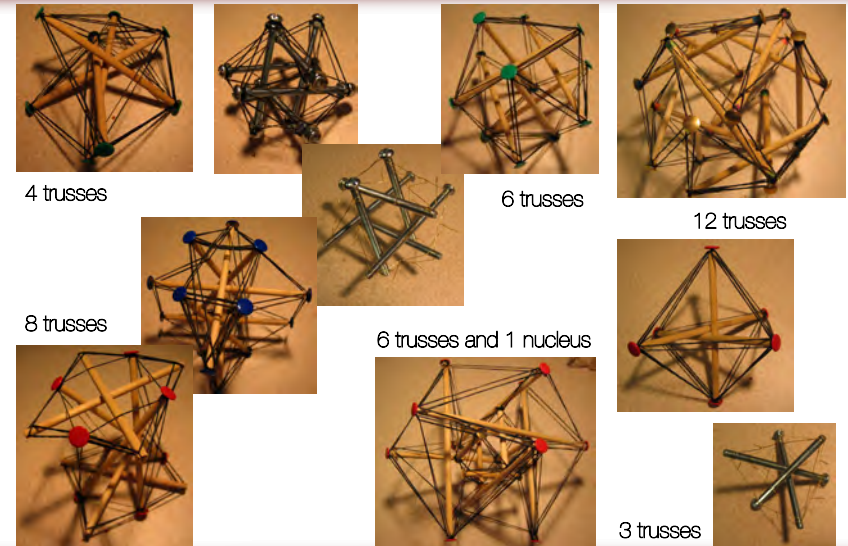 4 trusses
6 trusses
12 trusses
8 trusses
6 trusses and 1 nucleus
3 trusses